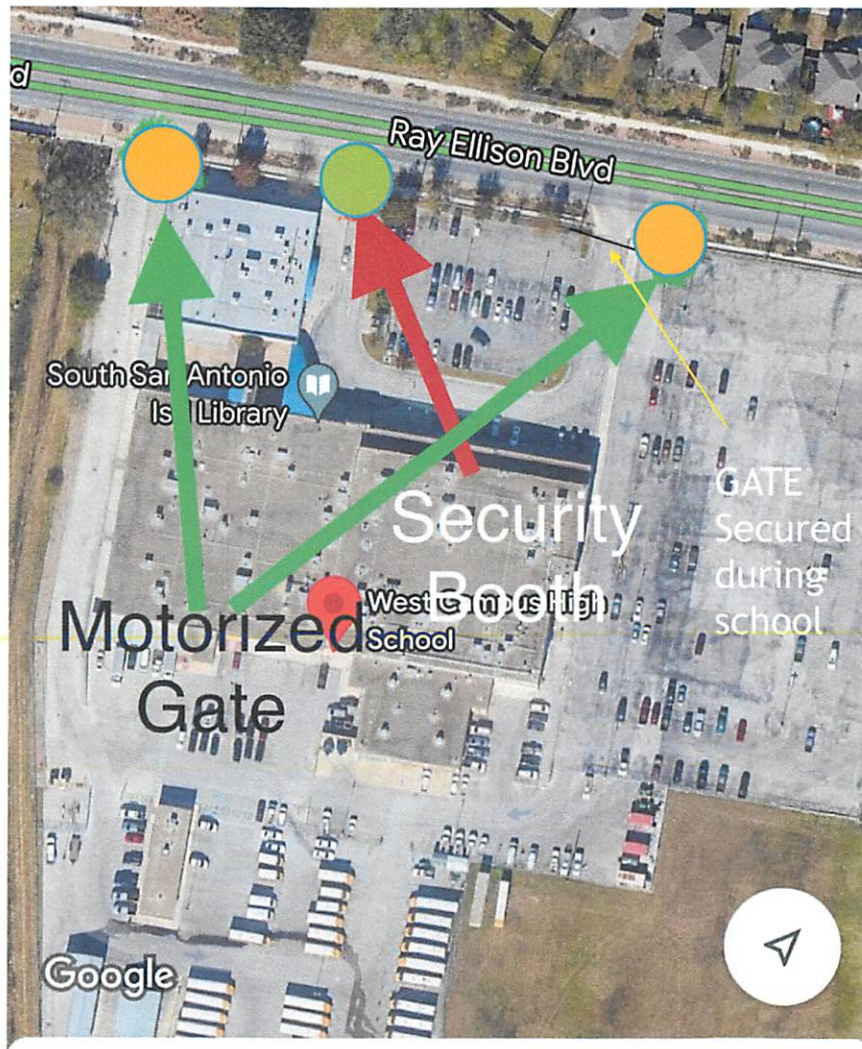 d
Ray Ellison Blvd
South San Antonio
Library
GATE
Secured
during
school
Security
Booth
West Campus High
School
Motorized
Gate
Google